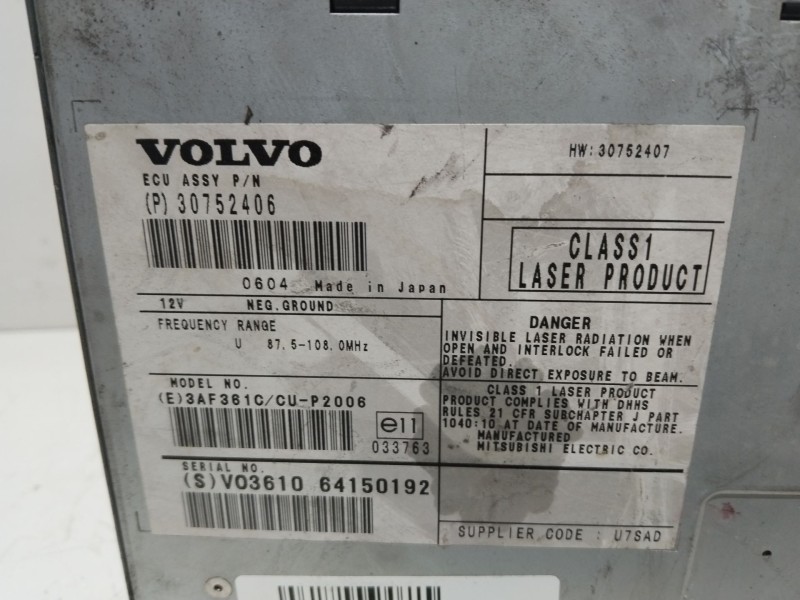 VOLVO
ECU ASSY P/N
(P) 30752406
0604 Made in Japan
12V NEG.GROUND
FREQUENCY RANGE
U 87.5-108.0MHz
MODEL NO.
(E)3AF361C/CU-P2006
e11
033763
SERIAL NO.
(S)VO3610 64150192
HW:30752407
CLASS1
LASER PRODUCT
DANGER
INVISIBLE LASER RADIATION WHEN
OPEN AND INTERLOCK FAILED OR
DEFEATED.
AVOID DIRECT EXPOSURE TO BEAM.
CLASS 1 LASER PRODUCT
PRODUCT COMPLIES WITH DHHS
RULES 21 CFR SUBCHAPTER J PART
1040:10 AT DATE OF MANUFACTURE.
MANUFACTURED
MITSUBISHI ELECTRIC CO.
SUPPLIER CODE : U7SAD